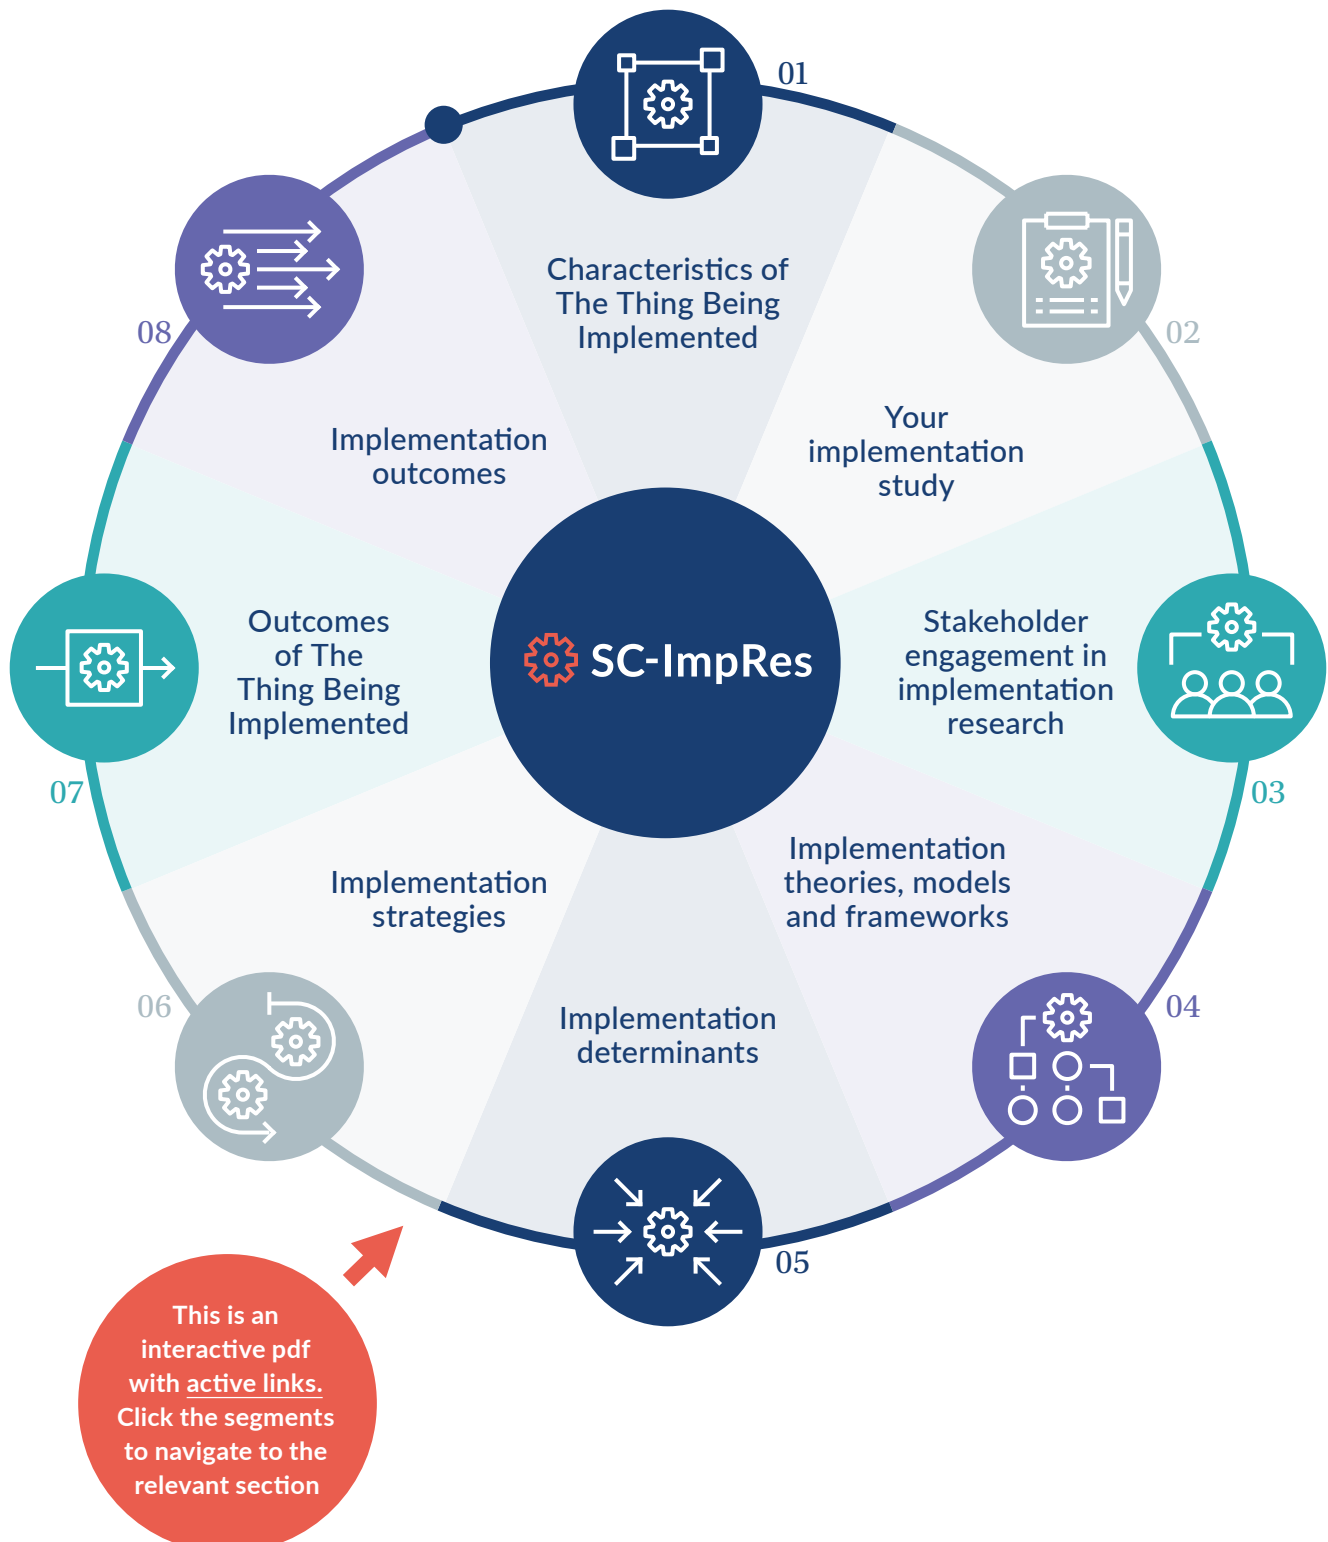 01
Characteristics of
The Thing Being
Implemented
02
Your
implementation
study
03
Stakeholder
engagement in
implementation
research
04
Implementation
theories, models
and frameworks
05
Implementation
determinants
06
Implementation
strategies
07
Outcomes
of The
Thing Being
Implemented
08
Implementation
outcomes
SC-ImpRes
This is an
interactive pdf
with active links.
Click the segments
to navigate to the
relevant section